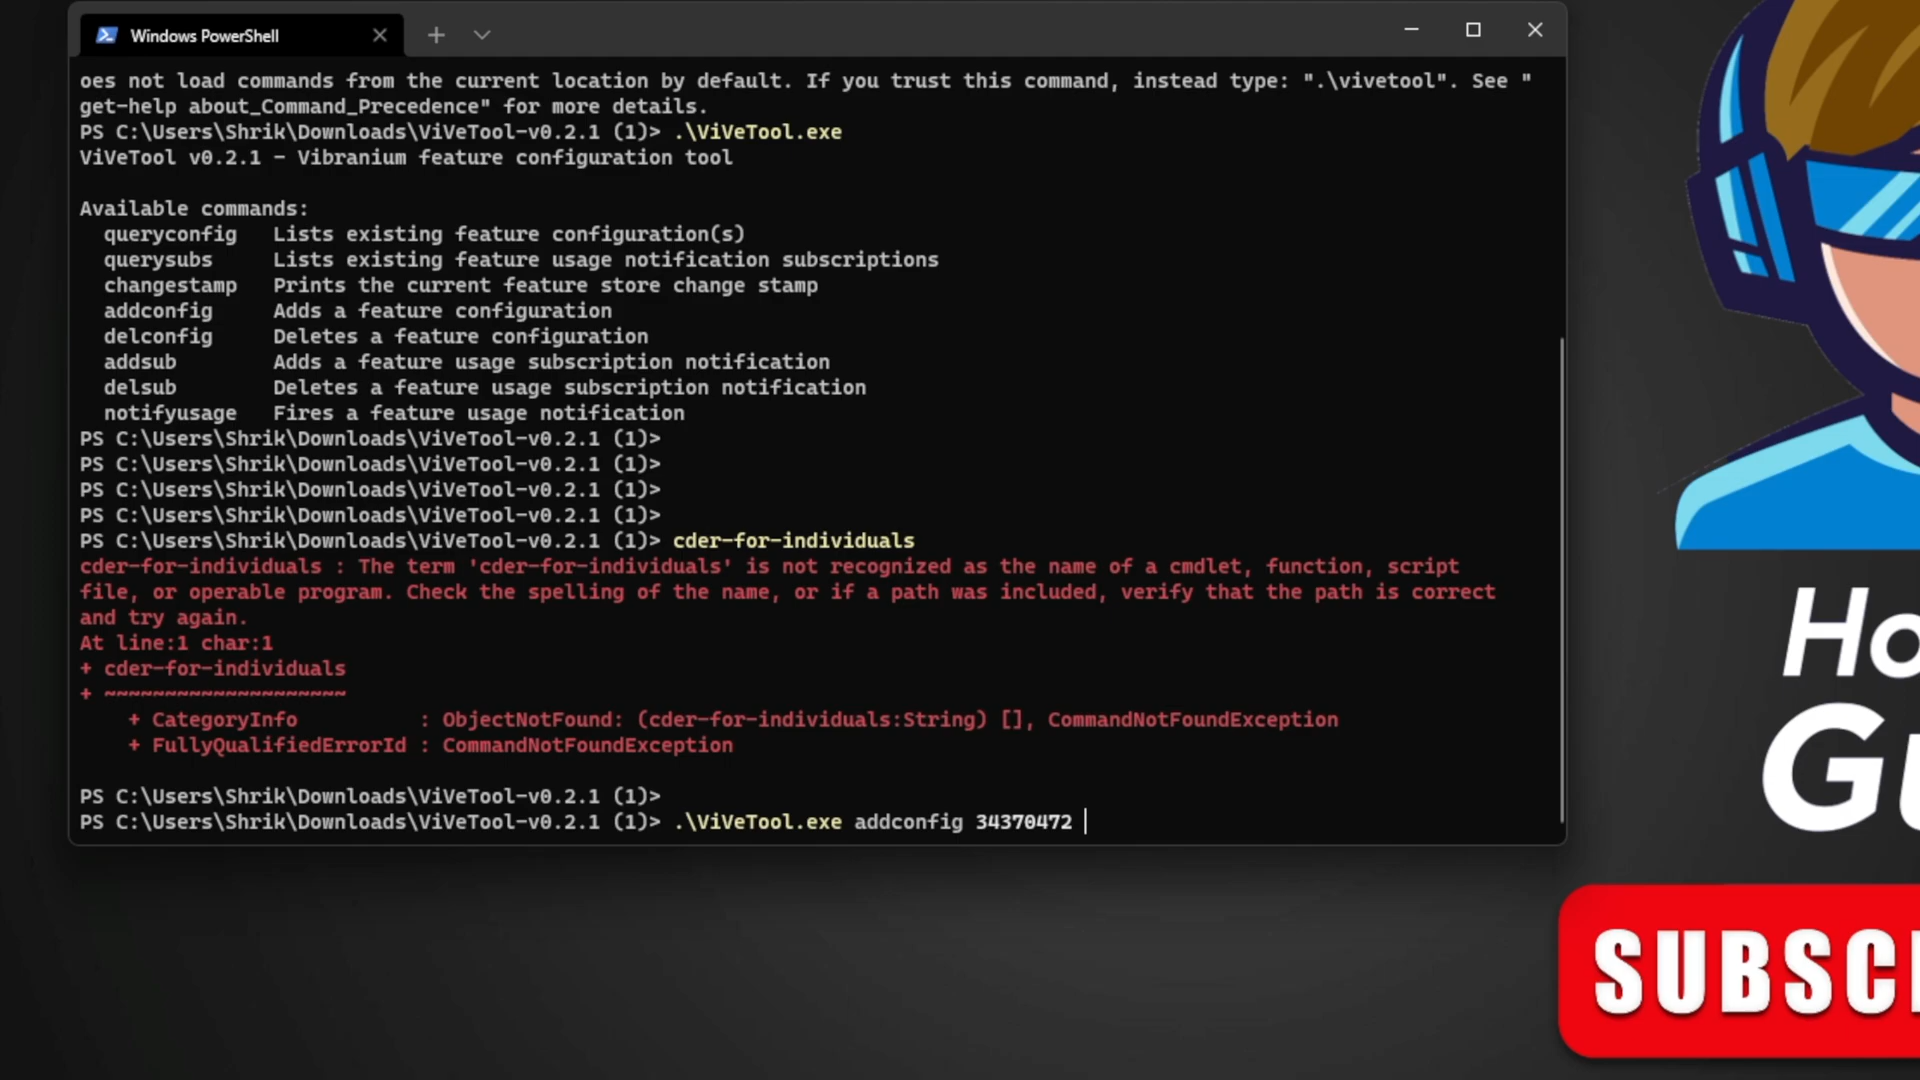 Windows PowerShell
oes not load commands from the current location by default. If you trust this command, instead type: ".\vivetool". See "
get-help about_Command_Precedence" for more details.
PS C:\Users\Shrik\Downloads\ViVeTool-v0.2.1 (1)> .\ViVeTool.exe
ViVeTool v0.2.1 - Vibranium feature configuration tool
Available commands:
queryconfig Lists existing feature configuration(s)
querysubs Lists existing feature usage notification subscriptions
changestamp Prints the current feature store change stamp
addconfig Adds a feature configuration
delconfig Deletes a feature configuration
addsub Adds a feature usage subscription notification
delsub Deletes a feature usage subscription notification
notifyusage Fires a feature usage notification
PS C:\Users\Shrik\Downloads\ViVeTool-v0.2.1 (1)>
PS C:\Users\Shrik\Downloads\ViVeTool-v0.2.1 (1)>
PS C:\Users\Shrik\Downloads\ViVeTool-v0.2.1 (1)>
PS C:\Users\Shrik\Downloads\ViVeTool-v0.2.1 (1)>
PS C:\Users\Shrik\Downloads\ViVeTool-v0.2.1 (1)> cder-for-individuals
cder-for-individuals : The term 'cder-for-individuals' is not recognized as the name of a cmdlet, function, script
file, or operable program. Check the spelling of the name, or if a path was included, verify that the path is correct
and try again.
At line:1 char:1
+ cder-for-individuals
+ ~~~~~~~~~~~~~~~~~~~~
+ CategoryInfo : ObjectNotFound: (cder-for-individuals:String) [], CommandNotFoundException
+ FullyQualifiedErrorId : CommandNotFoundException
PS C:\Users\Shrik\Downloads\ViVeTool-v0.2.1 (1)>
PS C:\Users\Shrik\Downloads\ViVeTool-v0.2.1 (1)> .\ViVeTool.exe addconfig 34370472
Ho
Gu
SUBSC